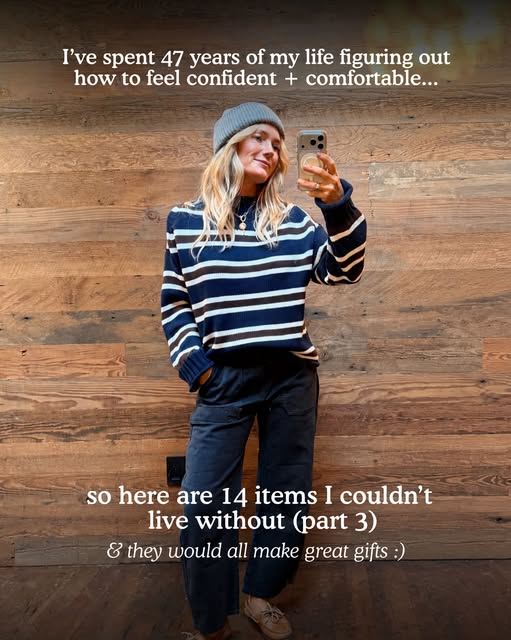 I've spent 47 years of my life figuring out
how to feel confident + comfortable...
so here are 14 items I couldn't
live without (part 3)
& they would all make great gifts :)